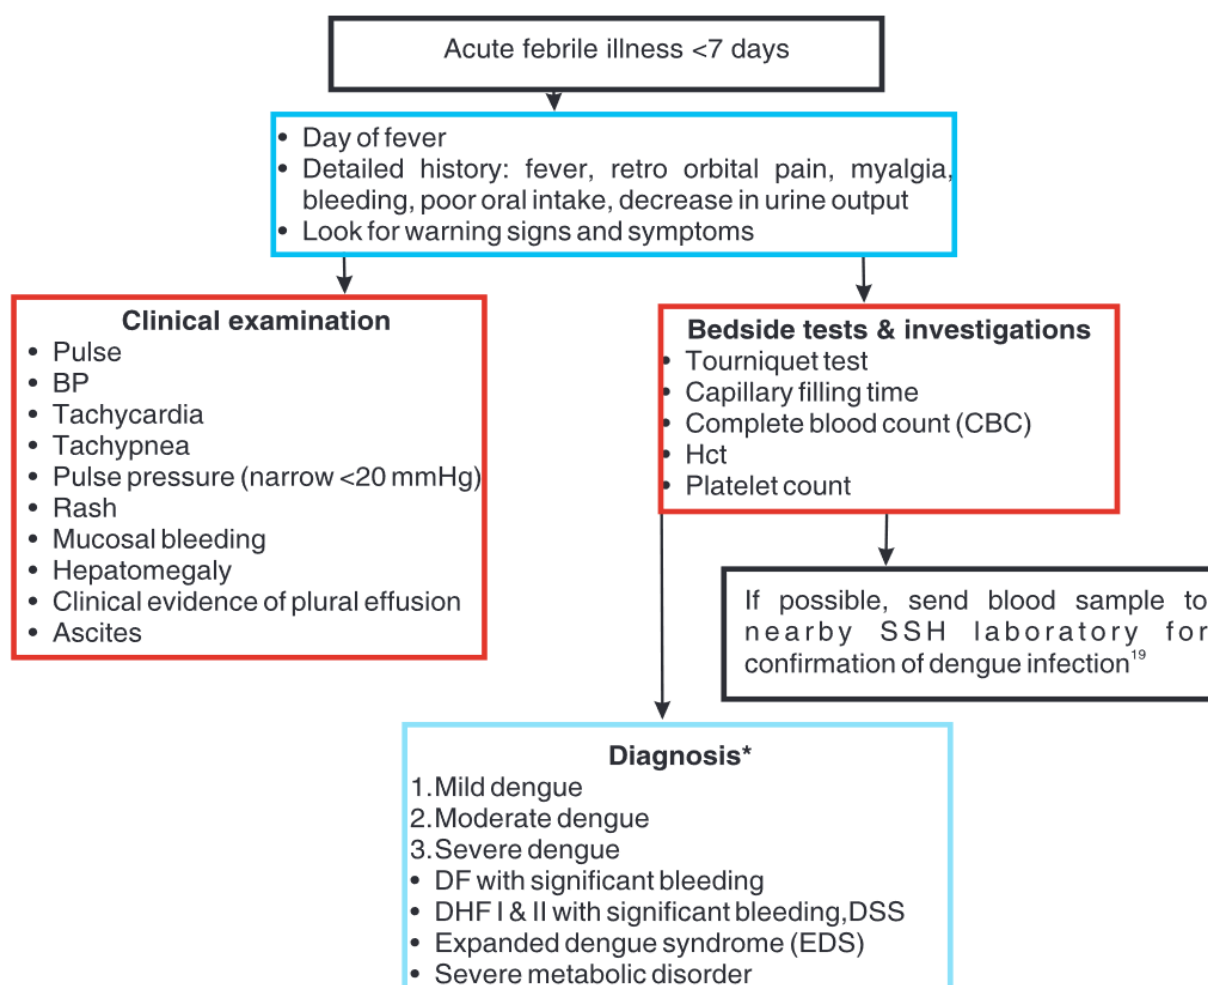 Acute febrile illness <7 days
• Day of fever
• Detailed history: fever, retro orbital pain, myalgia,
bleeding, poor oral intake, decrease in urine output
• Look for warning signs and symptoms
Clinical examination
• Pulse
• BP
• Tachycardia
• Tachypnea
• Pulse pressure (narrow <20 mmHg)
• Rash
• Mucosal bleeding
• Hepatomegaly
• Clinical evidence of plural effusion
• Ascites
Bedside tests & investigations
• Tourniquet test
• Capillary filling time
• Complete blood count (CBC)
• Hct
• Platelet count
If possible, send blood sample to
nearby SSH laboratory for
confirmation of dengue infection¹⁹
Diagnosis*
1. Mild dengue
2. Moderate dengue
3. Severe dengue
• DF with significant bleeding
• DHF I & II with significant bleeding,DSS
• Expanded dengue syndrome (EDS)
• Severe metabolic disorder